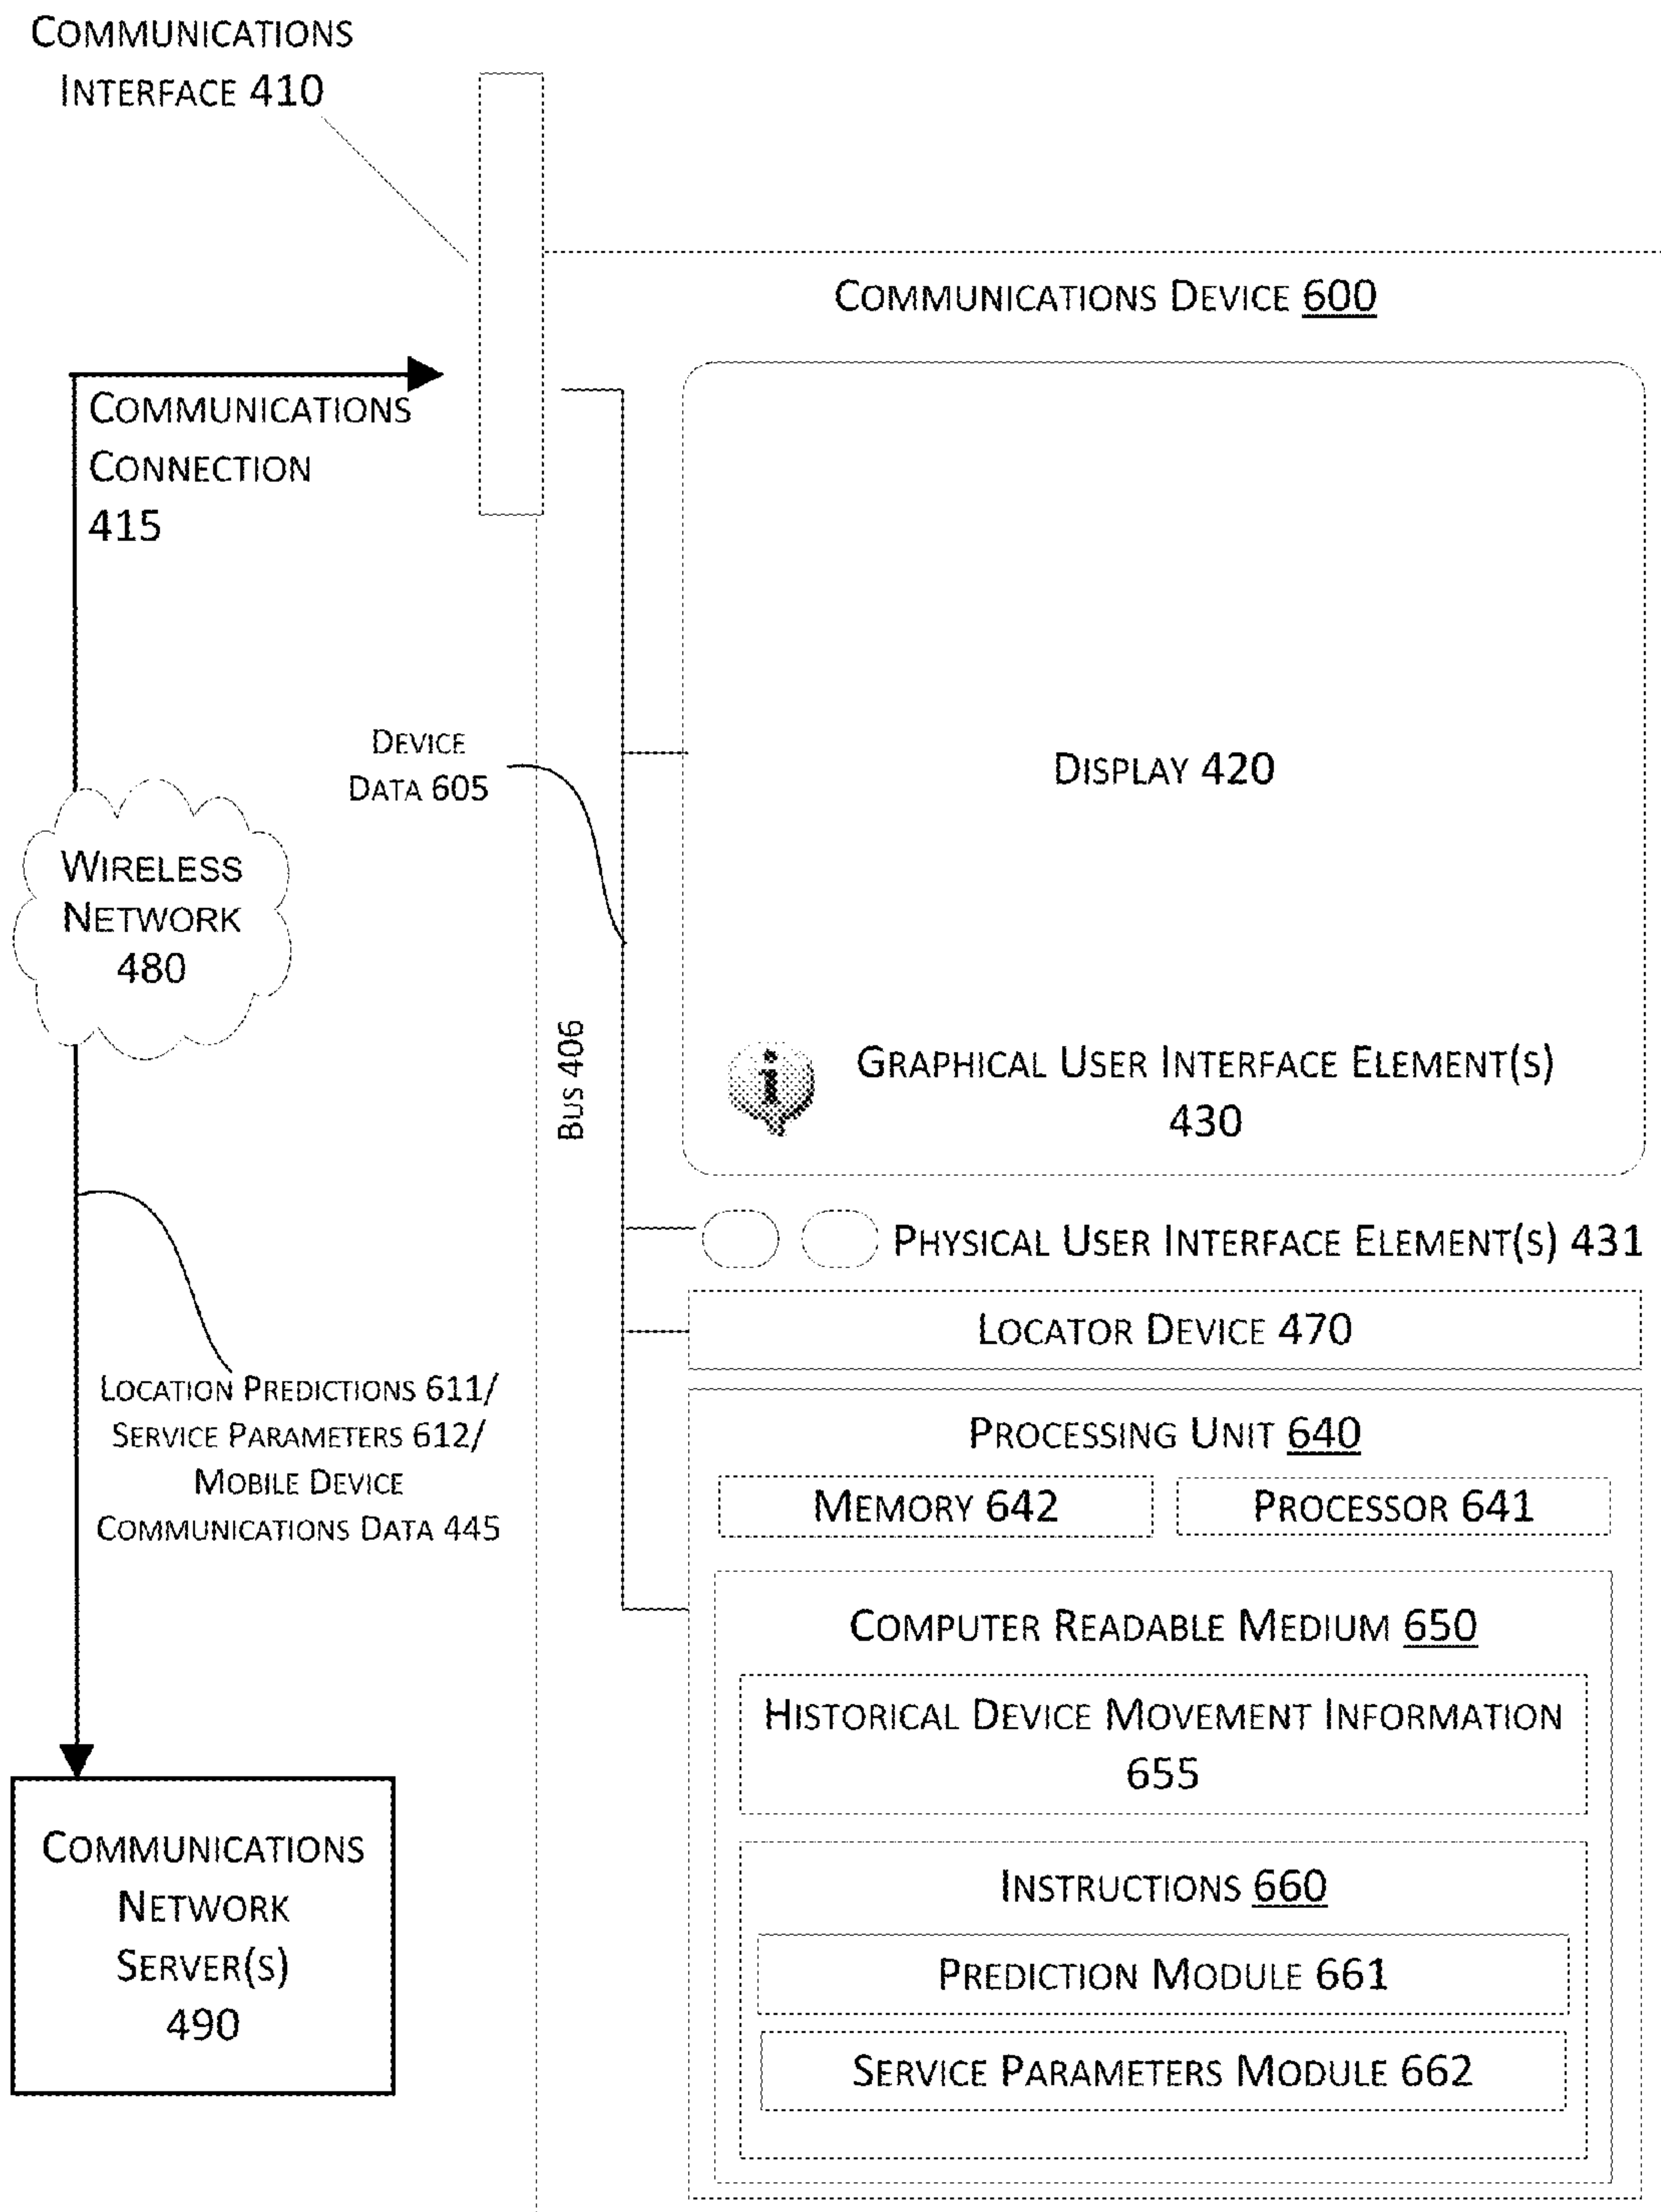 COMMUNICATIONS
INTERFACE 410
COMMUNICATIONS DEVICE 600
COMMUNICATIONS
CONNECTION
415
DEVICE
DATA 605
DISPLAY 420
WIRELESS
NETWORK
480
BUS 406
i
GRAPHICAL USER INTERFACE ELEMENT(S)
430
PHYSICAL USER INTERFACE ELEMENT(S) 431
LOCATOR DEVICE 470
LOCATION PREDICTIONS 611/
SERVICE PARAMETERS 612/
MOBILE DEVICE
COMMUNICATIONS DATA 445
PROCESSING UNIT 640
MEMORY 642
PROCESSOR 641
COMPUTER READABLE MEDIUM 650
HISTORICAL DEVICE MOVEMENT INFORMATION
655
COMMUNICATIONS
NETWORK
SERVER(S)
490
INSTRUCTIONS 660
PREDICTION MODULE 661
SERVICE PARAMETERS MODULE 662